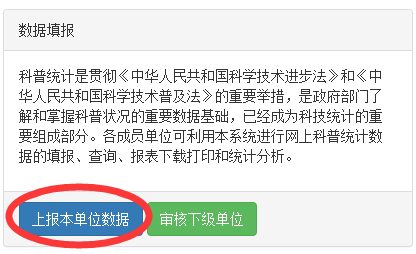 数据填报
科普统计是贯彻《中华人民共和国科学技术进步法》和《中
华人民共和国科学技术普及法》的重要举措，是政府部门了
解和掌握科普状况的重要数据基础，已经成为科技统计的重
要组成部分。各成员单位可利用本系统进行网上科普统计数
据的填报、查询、报表下载打印和统计分析。
上报本单位数据 审核下级单位